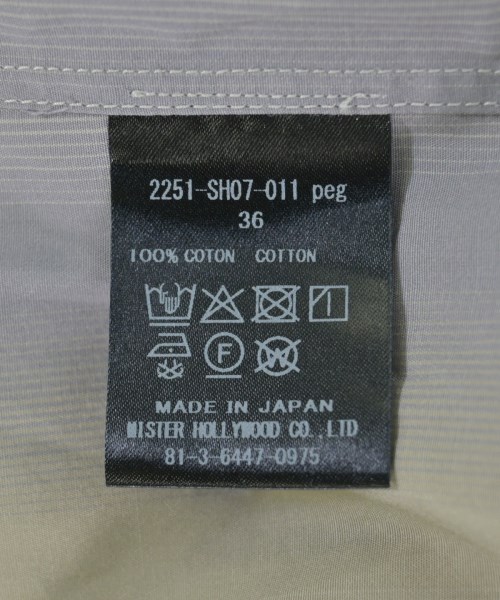 2251-SH07-011 peg
36
100% COTON COTTON
F
W
MADE IN JAPAN
MISTER HOLLYWOOD CO., LTD
81-3-6447-0975